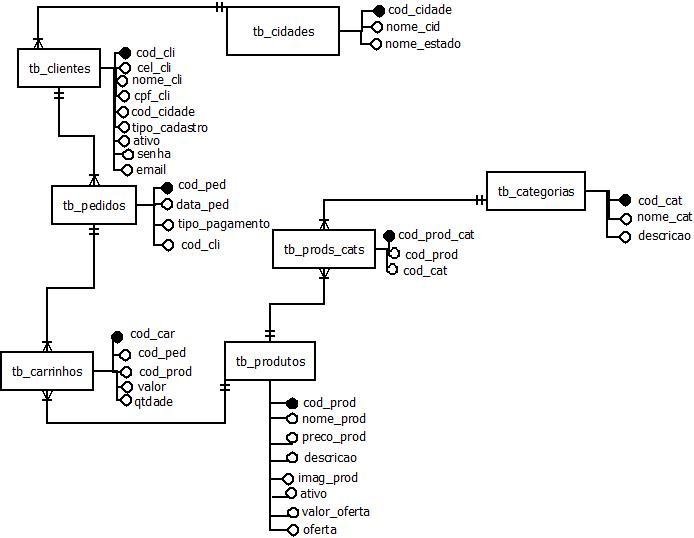 tb_cidades
cod_cidade
nome_cid
nome_estado
tb_clientes
cod_cli
cel_cli
nome_cli
cpf_cli
cod_cidade
tipo_cadastro
ativo
senha
email
tb_pedidos
cod_ped
data_ped
tipo_pagamento
cod_cli
tb_categorias
cod_cat
nome_cat
descricao
tb_prods_cats
cod_prod_cat
cod_prod
cod_cat
tb_carrinhos
cod_car
cod_ped
cod_prod
valor
qtdade
tb_produtos
cod_prod
nome_prod
preco_prod
descricao
imag_prod
ativo
valor_oferta
oferta